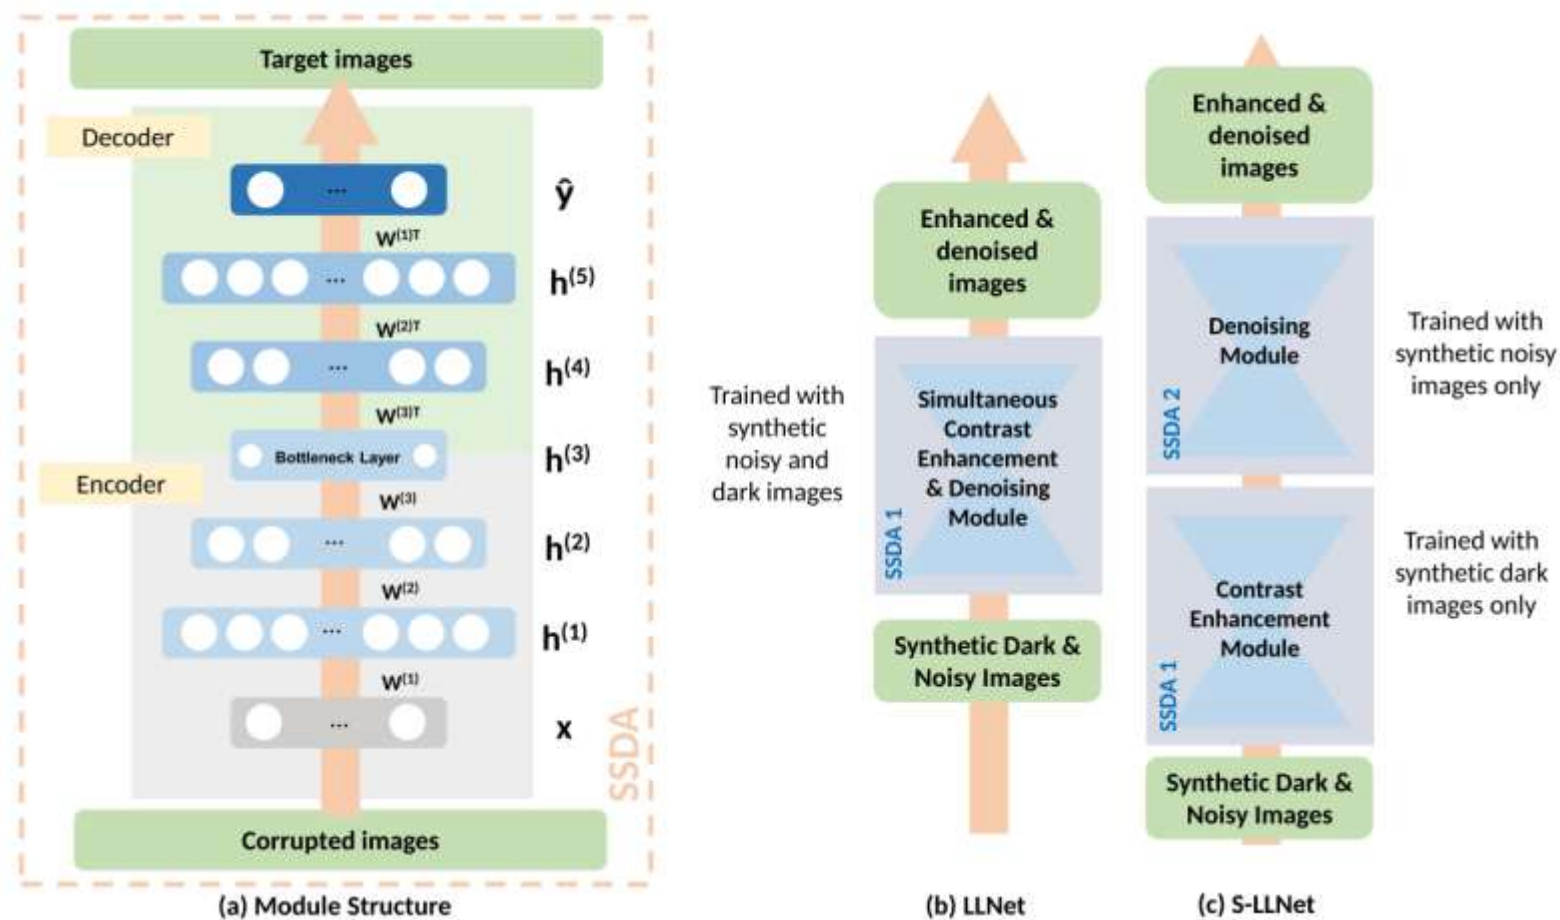 Target images
Decoder
...
ŷ
W(1)T
...
h(5)
W(2)T
...
h(4)
W(3)T
Bottleneck Layer
h(3)
Encoder
W(3)
...
h(2)
W(2)
...
h(1)
W(1)
...
x
SSDA
Corrupted images
(a) Module Structure
Enhanced &
denoised
images
Trained with
synthetic
noisy and
dark images
Simultaneous
Contrast
Enhancement
& Denoising
Module
SSDA 1
Synthetic Dark &
Noisy Images
(b) LLNet
Enhanced &
denoised
images
Denoising
Module
SSDA 2
Trained with
synthetic noisy
images only
Contrast
Enhancement
Module
SSDA 1
Trained with
synthetic dark
images only
Synthetic Dark &
Noisy Images
(c) S-LLNet